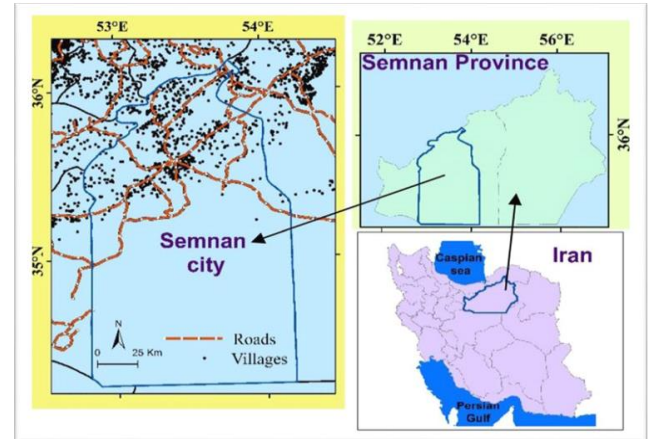 53°E 54°E
36°N
35°N
Semnan
city
N
0 25 Km
Roads
Villages
52°E 54°E 56°E
Semnan Province
36°N
Iran
Caspian
sea
Persian
Gulf